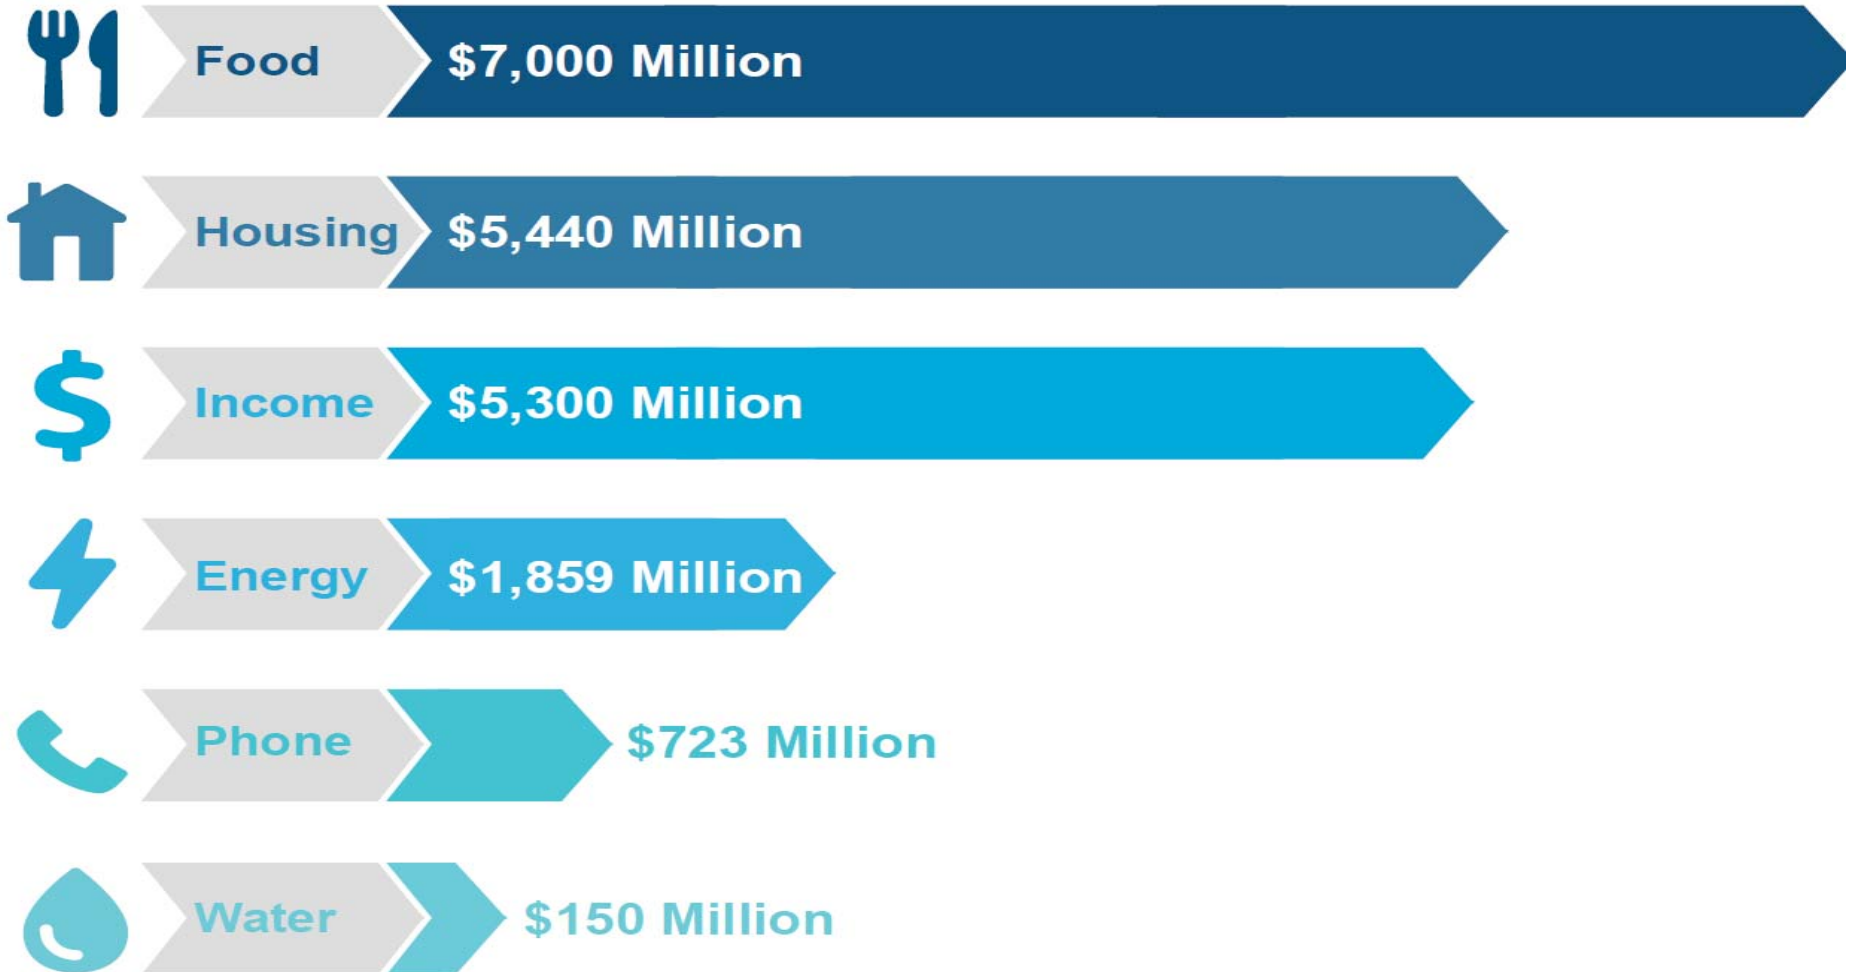 Food $7,000 Million
Housing $5,440 Million
Income $5,300 Million
Energy $1,859 Million
Phone $723 Million
Water $150 Million